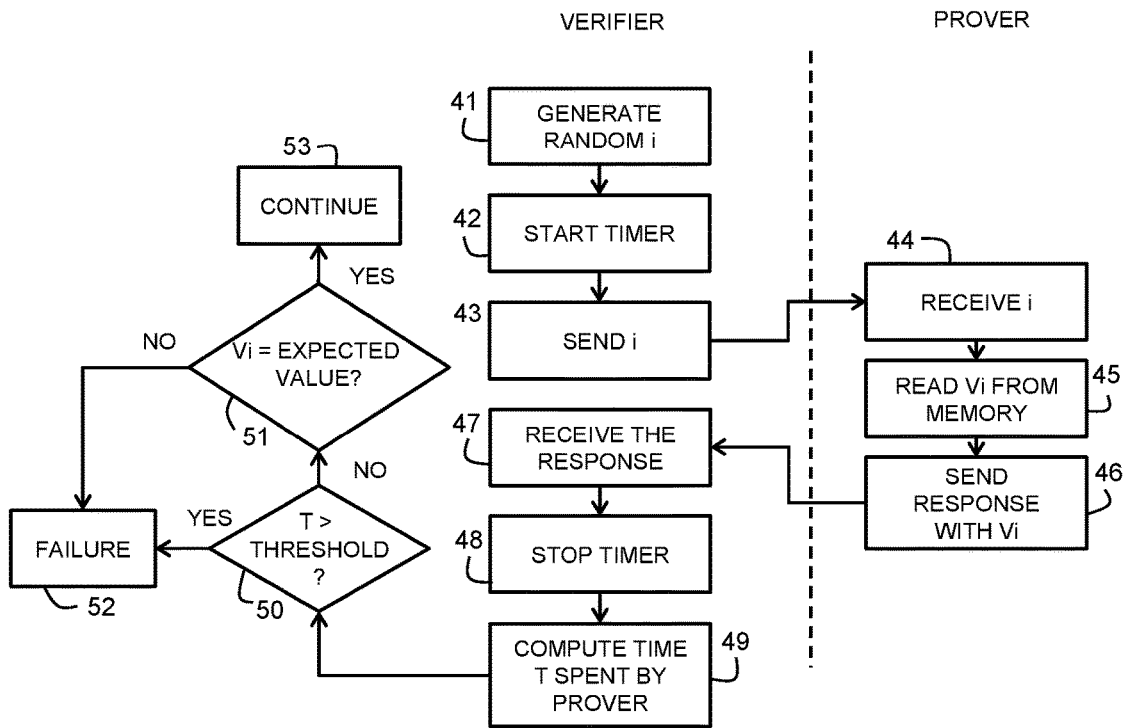 VERIFIER
PROVER
41
GENERATE
RANDOM i
42
START TIMER
43
SEND i
44
RECEIVE i
45
READ Vi FROM
MEMORY
46
SEND
RESPONSE
WITH Vi
47
RECEIVE THE
RESPONSE
48
STOP TIMER
49
COMPUTE TIME
T SPENT BY
PROVER
50
T >
THRESHOLD
?
YES
NO
51
Vi = EXPECTED
VALUE?
NO
YES
52
FAILURE
53
CONTINUE